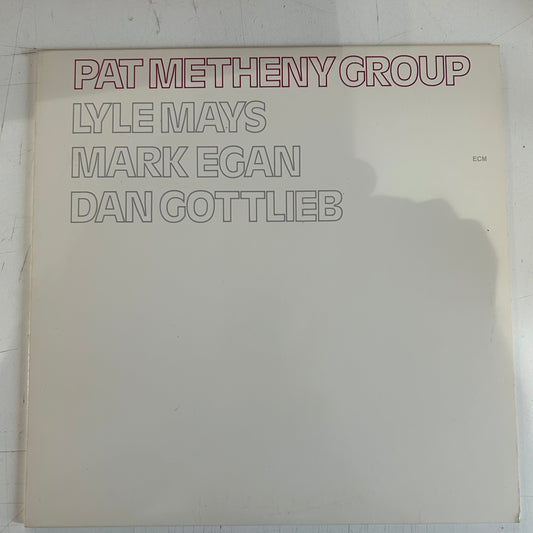 PAT METHENY GROUP
LYLE MAYS
MARK EGAN
DAN GOTTLIEB
ECM